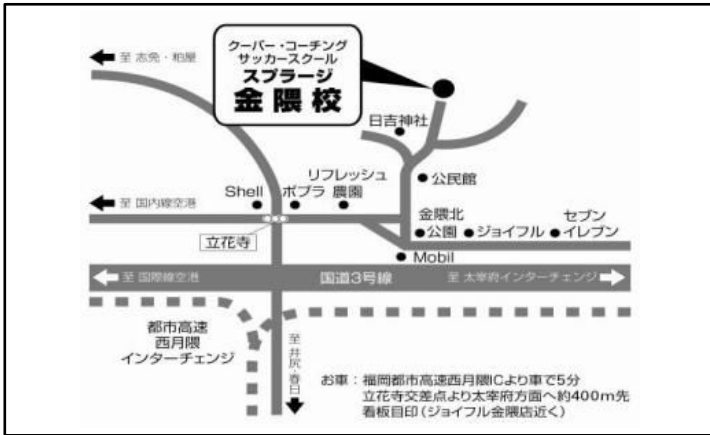 至 志免・粕屋
クーバー・コーチング
サッカースクール
スプラージ
金隈校
日吉神社
リフレッシュ
農園
公民館
Shell
ポプラ
至 国内線空港
立花寺
金隈北
公園
ジョイフル
セブン
イレブン
Mobil
至 国際線空港
国道3号線
至 太宰府インターチェンジ
都市高速
西月隈
インターチェンジ
至 井尻・春日
お車：福岡都市高速西月隈ICより車で5分
立花寺交差点より太宰府方面へ約400m先
看板目印(ジョイフル金隈店近く)